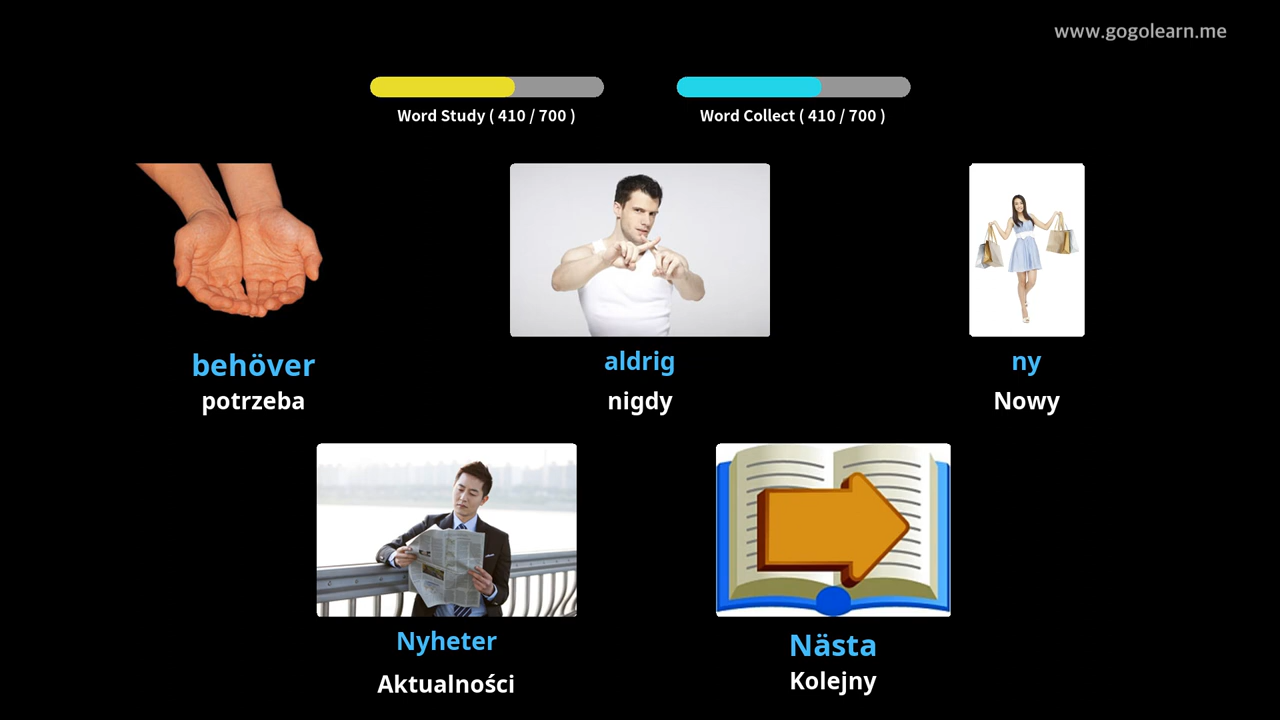 www.gogolearn.me
Word Study ( 410 / 700 )
Word Collect ( 410 / 700 )
behöver
potrzeba
aldrig
nigdy
ny
Nowy
Nyheter
Aktualności
Nästa
Kolejny